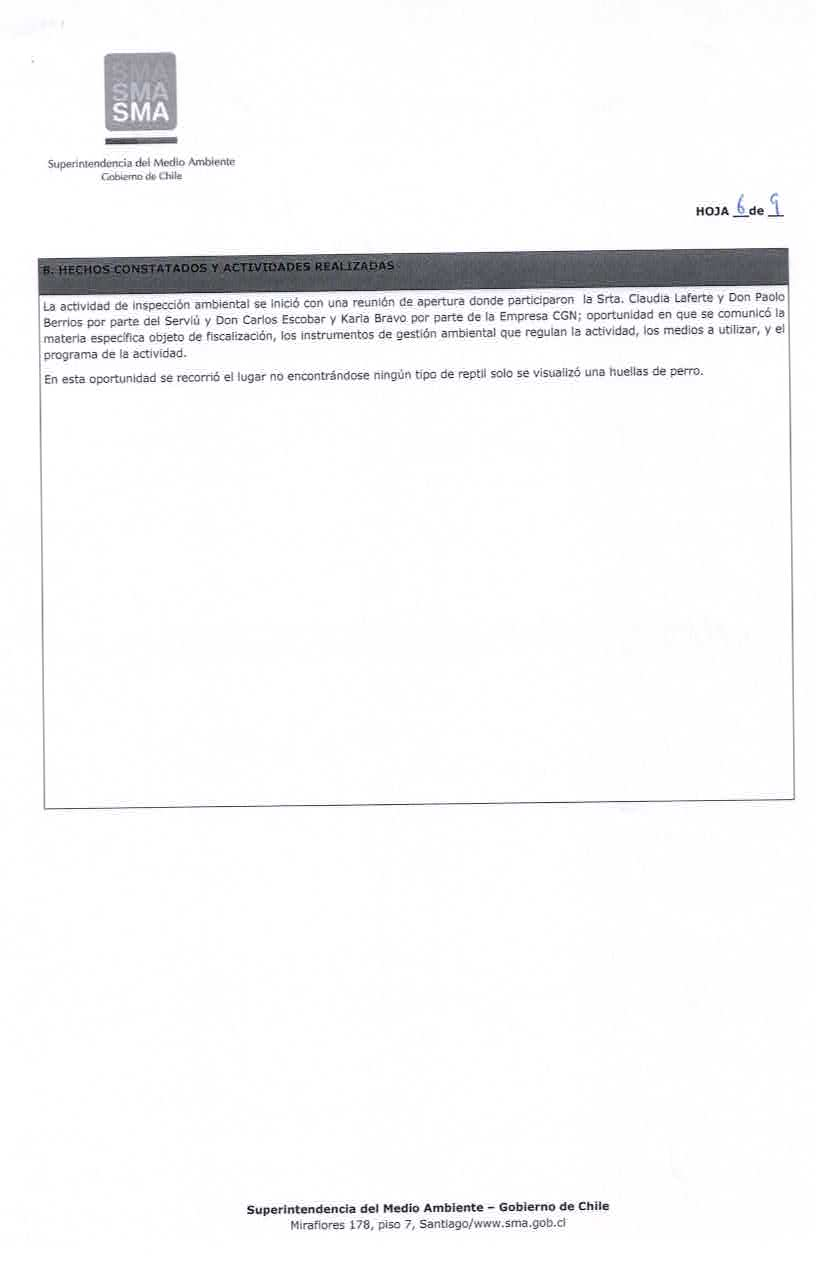 SMA
SMA
SMA
Superintendencia del Medio Ambiente
Gobierno de Chile
HOJA 6 de 9
8. HECHOS CONSTATADOS Y ACTIVIDADES REALIZADAS
La actividad de inspección ambiental se inició con una reunión de apertura donde participaron la Srta. Claudia Laferte y Don Paolo
Berrios por parte del Serviú y Don Carlos Escobar y Karla Bravo por parte de la Empresa CGN; oportunidad en que se comunicó la
materia específica objeto de fiscalización, los instrumentos de gestión ambiental que regulan la actividad, los medios a utilizar, y el
programa de la actividad.
En esta oportunidad se recorrió el lugar no encontrándose ningún tipo de reptil solo se visualizó una huellas de perro.
Superintendencia del Medio Ambiente – Gobierno de Chile
Miraflores 178, piso 7, Santiago/www.sma.gob.cl